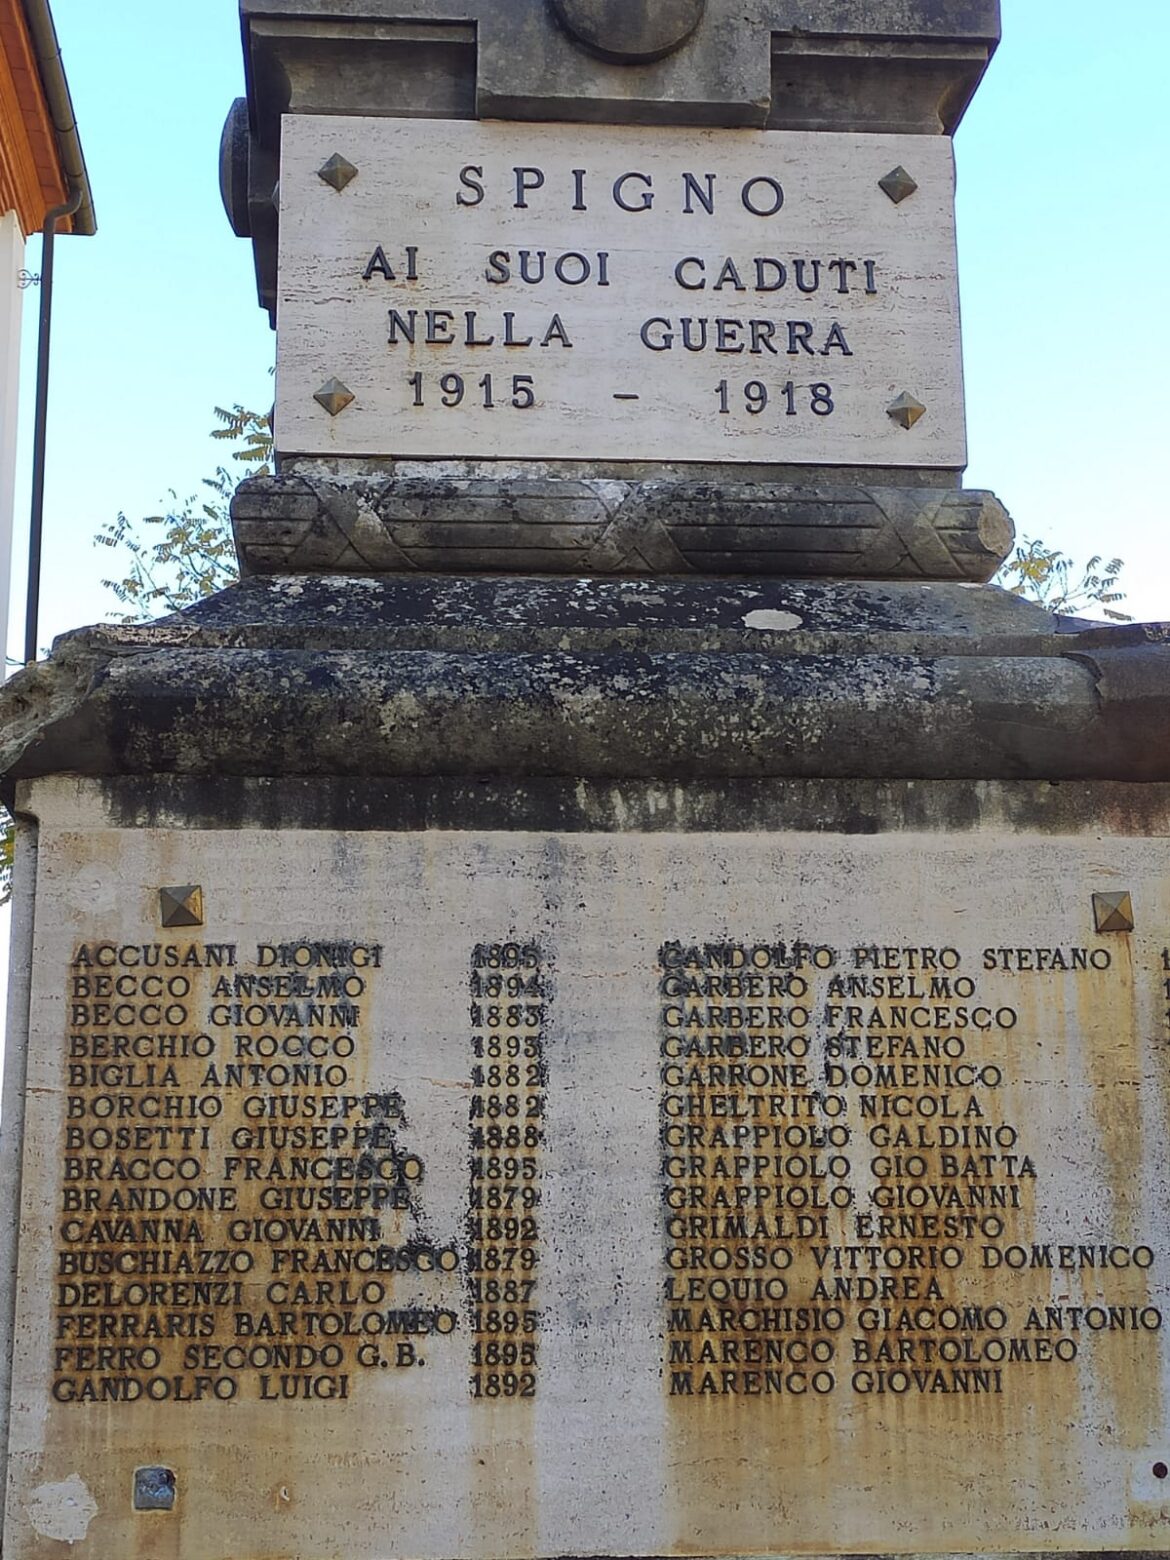 SPIGNO
AI SUOI CADUTI
NELLA GUERRA
1915 - 1918
ACCUSANI DIONIGI 1895
BECCO ANSELMO 1894
BECCO GIOVANNI 1883
BERCHIO ROCCO 1893
BIGLIA ANTONIO 1882
BORCHIO GIUSEPPE 1882
BOSETTI GIUSEPPE 1888
BRACCO FRANCESCO 1895
BRANDONE GIUSEPPE 1879
CAVANNA GIOVANNI 1892
BUSCHIAZZO FRANCESCO 1879
DELORENZI CARLO 1887
FERRARIS BARTOLOMEO 1895
FERRO SECONDO G.B. 1895
GANDOLFO LUIGI 1892
GANDOLFO PIETRO STEFANO
GARBERO ANSELMO
GARBERO FRANCESCO
GARBERO STEFANO
GARRONE DOMENICO
GHELTRITO NICOLA
GRAPPIOLO GALDINO
GRAPPIOLO GIO BATTA
GRAPPIOLO GIOVANNI
GRIMALDI ERNESTO
GROSSO VITTORIO DOMENICO
LEQUIO ANDREA
MARCHISIO GIACOMO ANTONIO
MARENCO BARTOLOMEO
MARENCO GIOVANNI